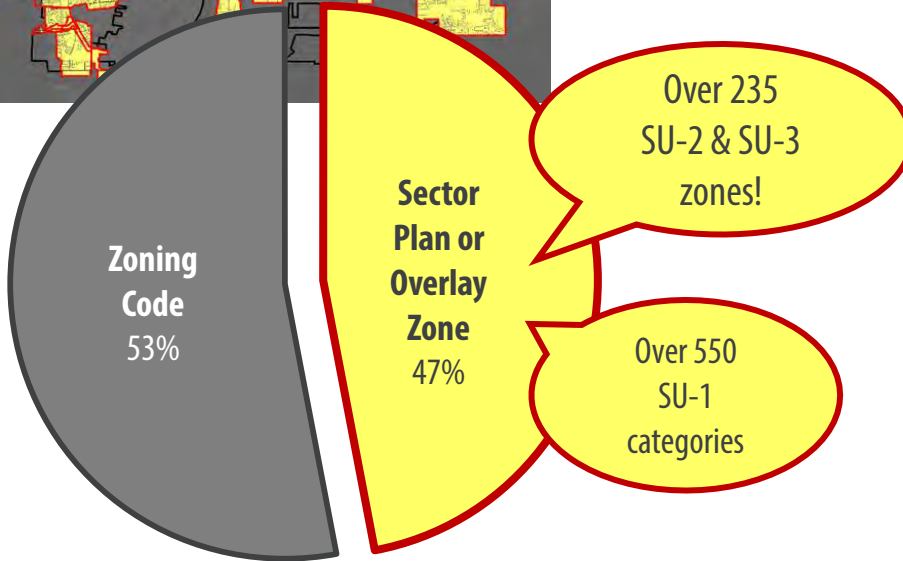 Zoning
Code
53%
Sector
Plan or
Overlay
Zone
47%
Over 235
SU-2 & SU-3
zones!
Over 550
SU-1
categories